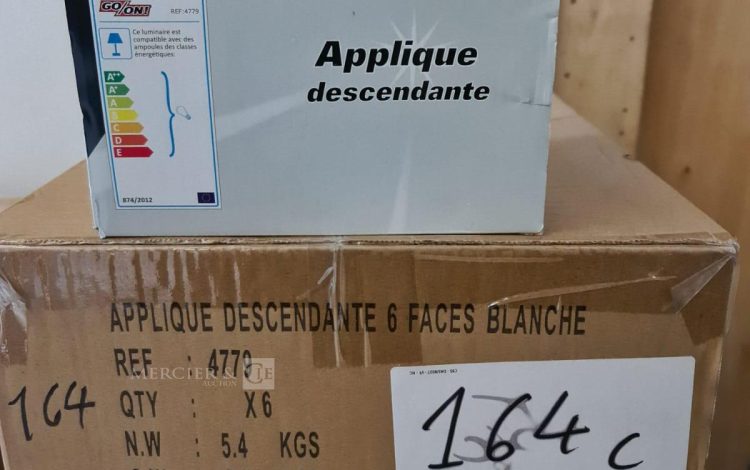 GO/ON!
REF:4779
Ce luminaire est
compatible avec des
ampoules des classes
énergétiques:
A++
A+
A
B
C
D
E
874/2012
Applique
descendante
APPLIQUE DESCENDANTE 6 FACES BLANCHE
REF : 4779
MERCIER & CIE
AUCTION
164
QTY : X6
N.W : 5.4 KGS
164 C